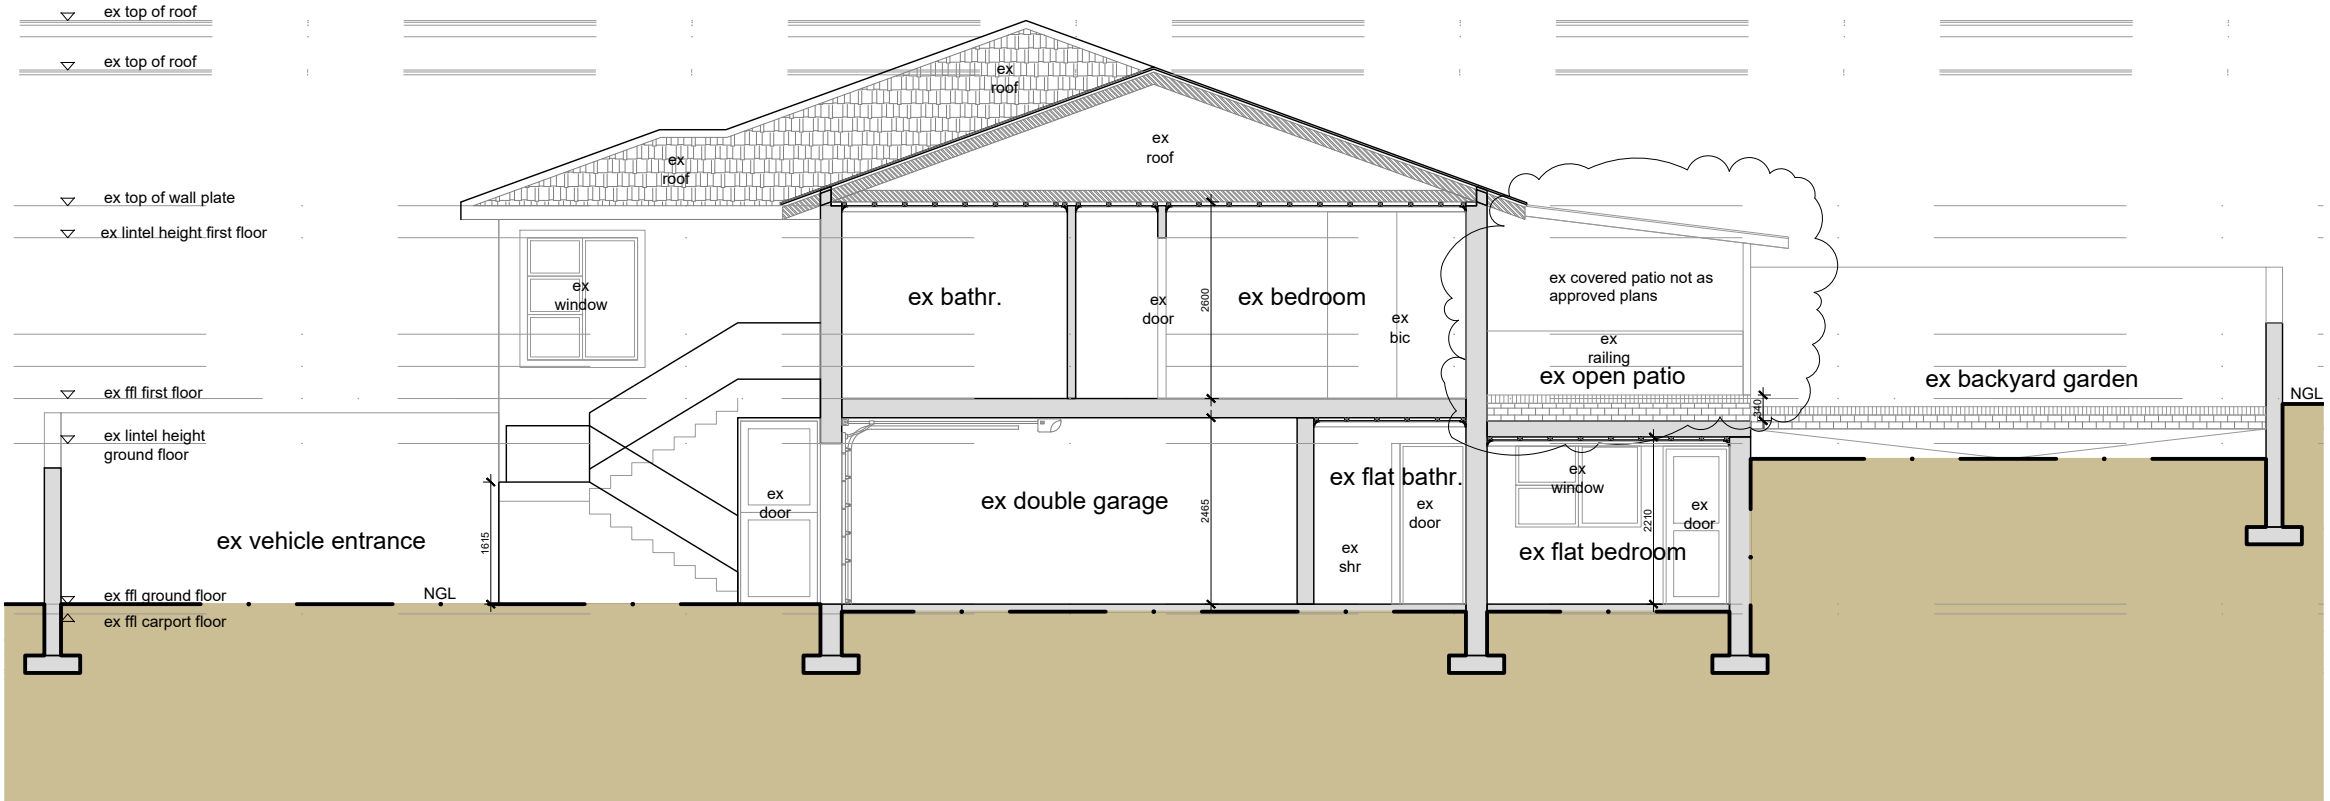 ex top of roof
ex top of roof
ex
roof
ex
roof
ex
roof
ex top of wall plate
ex lintel height first floor
ex
window
ex bathr.
ex
door
2600
ex bedroom
ex
bic
ex covered patio not as
approved plans
ex
railing
ex open patio
340
ex backyard garden
NGL
ex ffl first floor
ex lintel height
ground floor
ex vehicle entrance
1615
ex
door
ex double garage
2465
ex flat bathr.
ex
door
ex
shr
ex
window
2210
ex
door
ex flat bedroom
NGL
ex ffl ground floor
ex ffl carport floor